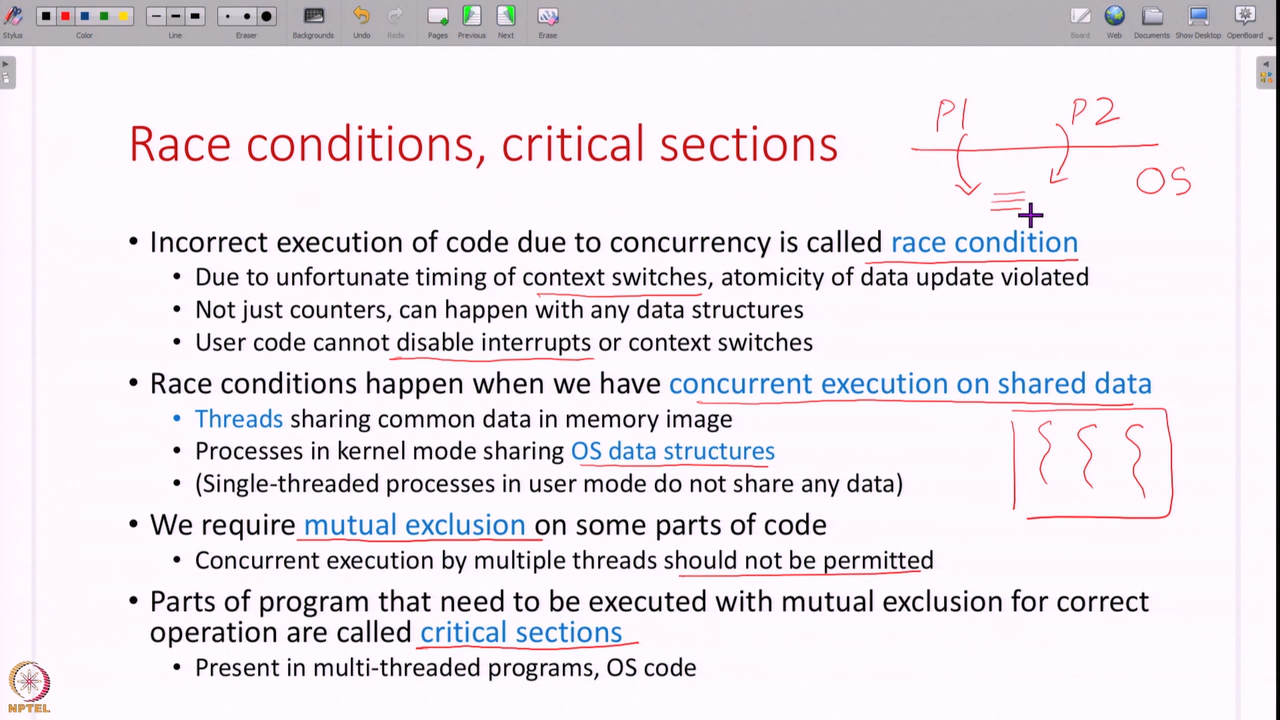 Stylus
Color
Line
Eraser
Backgrounds
Undo
Redo
Pages
Previous
Next
Erase
Board
Web
Documents
Show Desktop
OpenBoard
P1
P2
OS
Race conditions, critical sections
• Incorrect execution of code due to concurrency is called race condition
• Due to unfortunate timing of context switches, atomicity of data update violated
• Not just counters, can happen with any data structures
• User code cannot disable interrupts or context switches
• Race conditions happen when we have concurrent execution on shared data
• Threads sharing common data in memory image
• Processes in kernel mode sharing OS data structures
• (Single-threaded processes in user mode do not share any data)
• We require mutual exclusion on some parts of code
• Concurrent execution by multiple threads should not be permitted
• Parts of program that need to be executed with mutual exclusion for correct
operation are called critical sections
• Present in multi-threaded programs, OS code
NPTEL